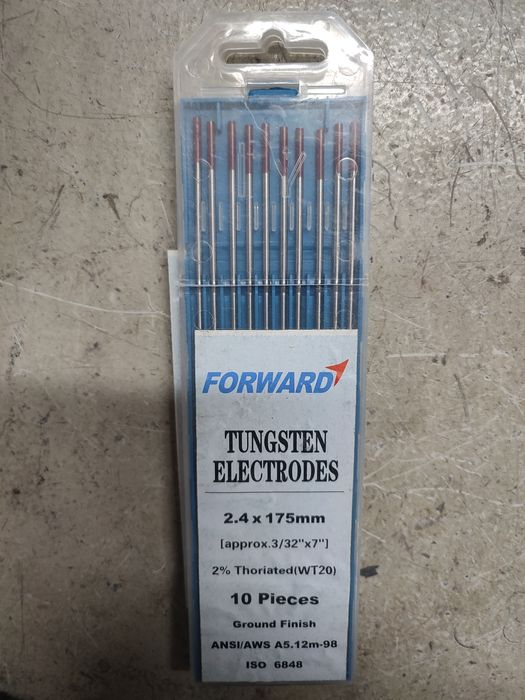 FORWARD
TUNGSTEN
ELECTRODES
2.4 x 175mm
[approx.3/32"x7"]
2% Thoriated(WT20)
10 Pieces
Ground Finish
ANSI/AWS A5.12m-98
ISO 6848